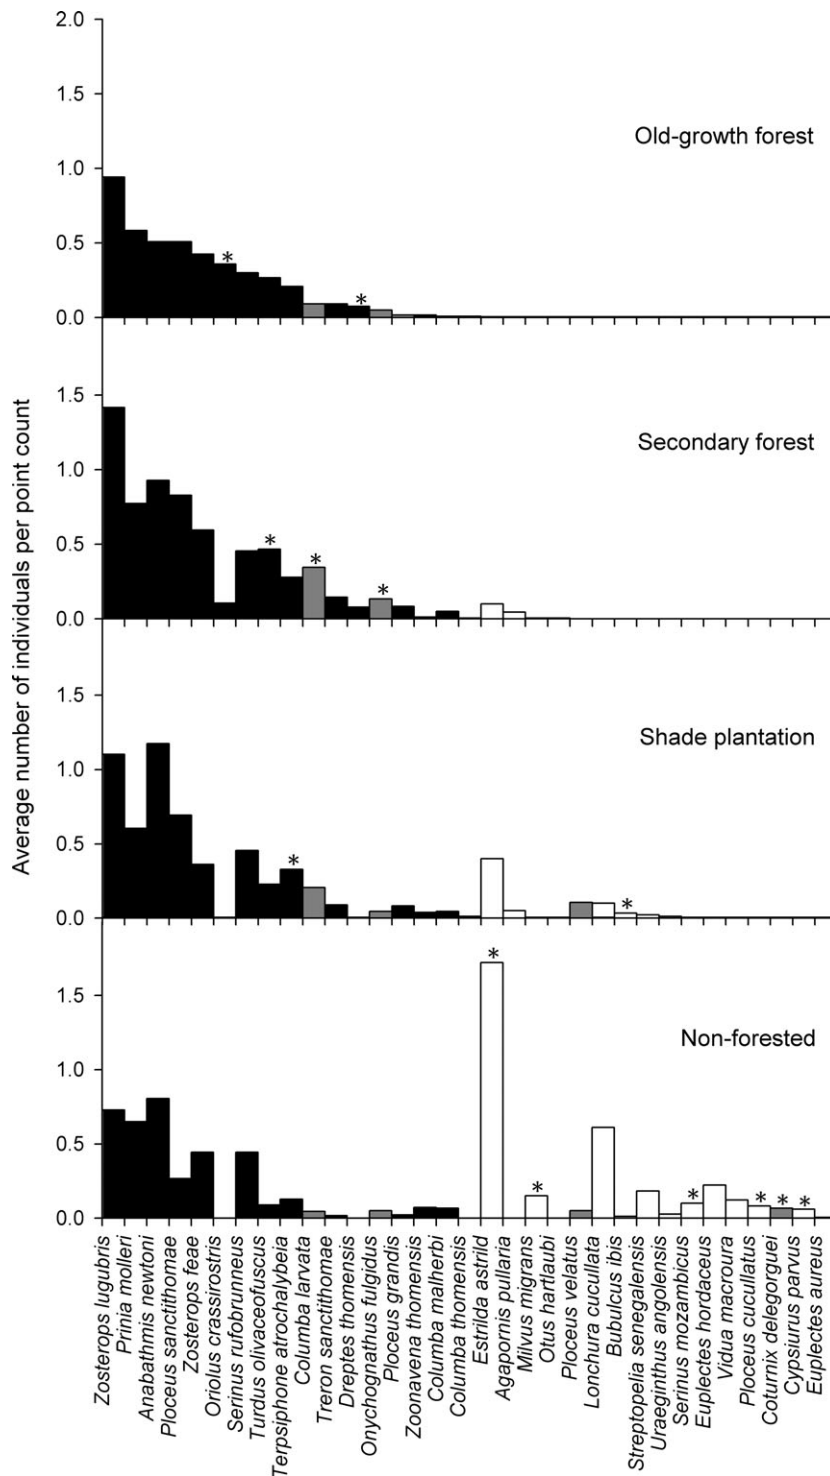 2.0
1.5
1.0
0.5
0.0
Old-growth forest
*
*
1.5
1.0
0.5
0.0
Secondary forest
*
*
*
1.5
1.0
0.5
0.0
Shade plantation
*
*
1.5
1.0
0.5
0.0
Non-forested
*
*
*
*
*
*
Average number of individuals per point count
Zosterops lugubris
Prinia molleri
Anabathmis newtoni
Ploceus sanctithomae
Zosterops feae
Oriolus crassirostris
Serinus rufobrunneus
Turdus olivaceofuscus
Terpsiphone atrochalybeia
Columba larvata
Treron sanctithomae
Dreptes thomensis
Onychognathus fulgidus
Ploceus grandis
Zoonavena thomensis
Columba malherbi
Columba thomensis
Estrilda astrild
Agapornis pullaria
Milvus migrans
Otus hartlaubi
Ploceus velatus
Lonchura cucullata
Bubulcus ibis
Streptopelia senegalensis
Uraeginthus angolensis
Serinus mozambicus
Euplectes hordaceus
Vidua macroura
Ploceus cucullatus
Coturnix delegorguei
Cypsiurus parvus
Euplectes aureus